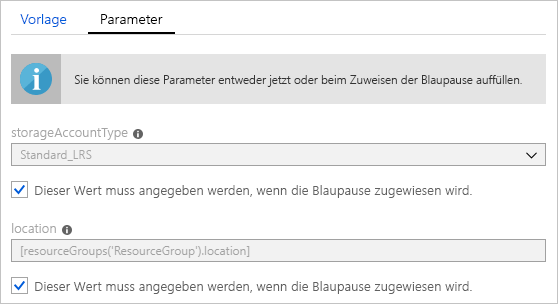 Vorlage Parameter
Sie können diese Parameter entweder jetzt oder beim Zuweisen der Blaupause auffüllen.
storageAccountType
Standard_LRS
Dieser Wert muss angegeben werden, wenn die Blaupause zugewiesen wird.
location
[resourceGroups('ResourceGroup').location]
Dieser Wert muss angegeben werden, wenn die Blaupause zugewiesen wird.